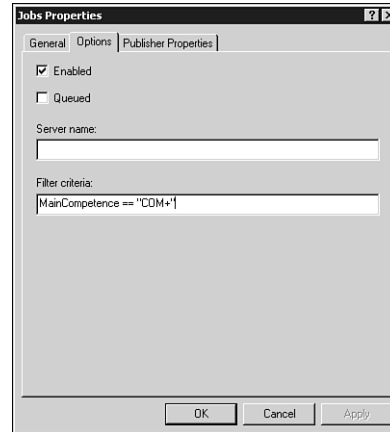 Jobs Properties
General Options Publisher Properties
Enabled
Queued
Server name:
Filter criteria:
MainCompetence == "COM+"
OK Cancel Apply